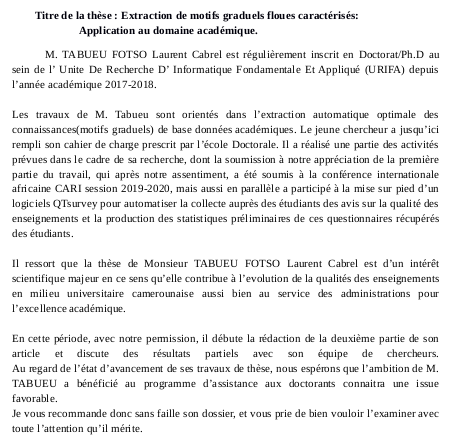 Titre de la thèse : Extraction de motifs graduels floues caractérisés:
Application au domaine académique.
M. TABUEU FOTSO Laurent Cabrel est régulièrement inscrit en Doctorat/Ph.D au
sein de l' Unite De Recherche D' Informatique Fondamentale Et Appliqué (URIFA) depuis
l'année académique 2017-2018.
Les travaux de M. Tabueu sont orientés dans l'extraction automatique optimale des
connaissances(motifs graduels) de base données académiques. Le jeune chercheur a jusqu'ici
rempli son cahier de charge prescrit par l'école Doctorale. Il a réalisé une partie des activités
prévues dans le cadre de sa recherche, dont la soumission à notre appréciation de la première
partie du travail, qui après notre assentiment, a été soumis à la conférence internationale
africaine CARI session 2019-2020, mais aussi en parallèle a participé à la mise sur pied d'un
logiciels QTsurvey pour automatiser la collecte auprès des étudiants des avis sur la qualité des
enseignements et la production des statistiques préliminaires de ces questionnaires récupérés
des étudiants.
Il ressort que la thèse de Monsieur TABUEU FOTSO Laurent Cabrel est d'un intérêt
scientifique majeur en ce sens qu'elle contribue à l'evolution de la qualités des enseignements
en milieu universitaire camerounaise aussi bien au service des administrations pour
l'excellence académique.
En cette période, avec notre permission, il débute la rédaction de la deuxième partie de son
article et discute des résultats partiels avec son équipe de chercheurs.
Au regard de l'état d'avancement de ses travaux de thèse, nous espérons que l'ambition de M.
TABUEU a bénéficié au programme d'assistance aux doctorants connaitra une issue
favorable.
Je vous recommande donc sans faille son dossier, et vous prie de bien vouloir l'examiner avec
toute l'attention qu'il mérite.